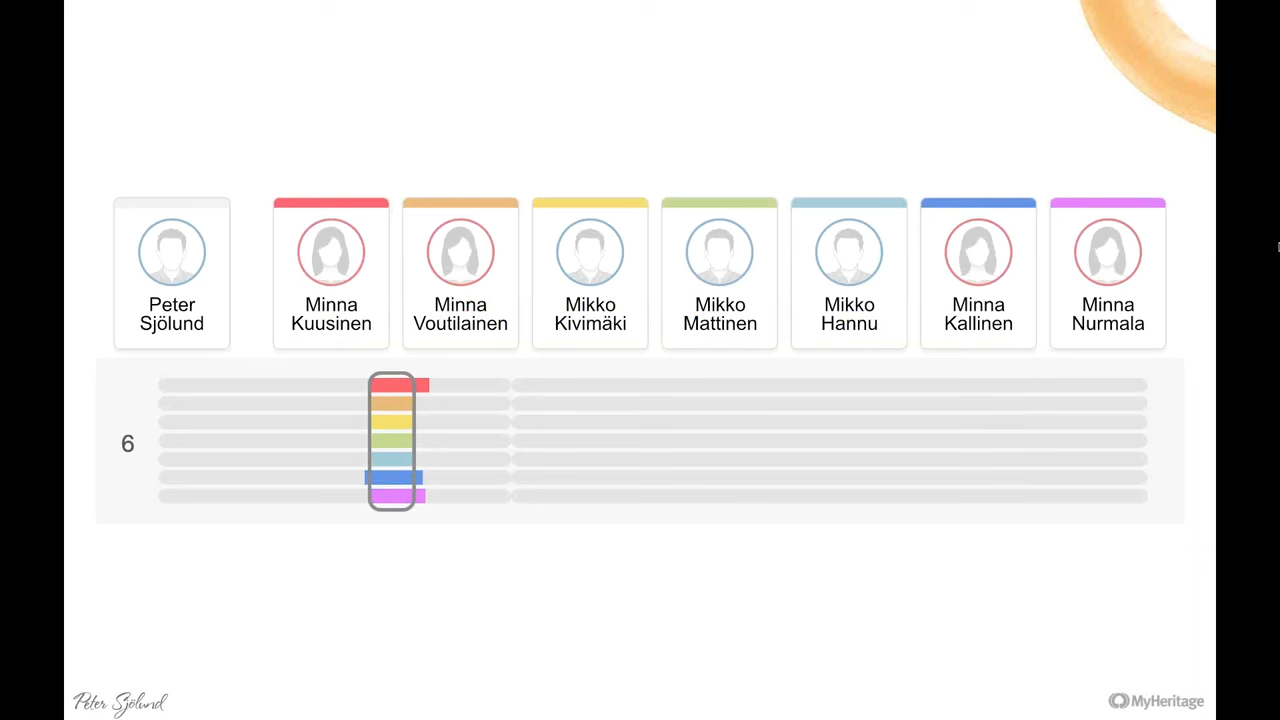 Peter
Sjölund
Minna
Kuusinen
Minna
Voutilainen
Mikko
Kivimäki
Mikko
Mattinen
Mikko
Hannu
Minna
Kallinen
Minna
Nurmala
6
Peter Sjölund
MyHeritage